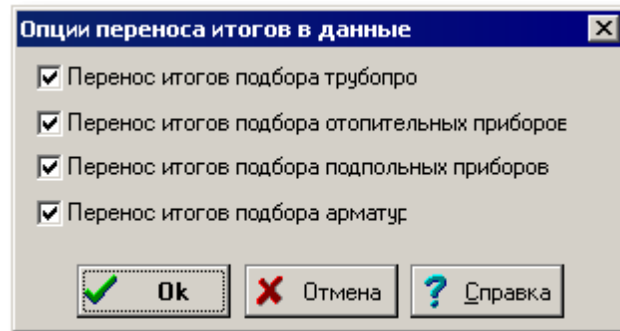 Опции переноса итогов в данные
Перенос итогов подбора трубопро
Перенос итогов подбора отопительных приборов
Перенос итогов подбора подпольных приборов
Перенос итогов подбора арматур
Ok Отмена Справка